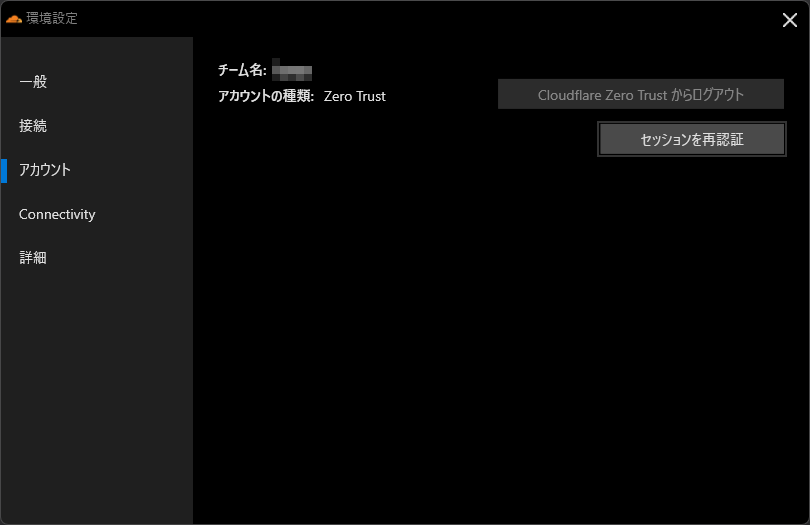 環境設定
一般
接続
アカウント
Connectivity
詳細
チーム名:
アカウントの種類: Zero Trust
Cloudflare Zero Trust からログアウト
セッションを再認証